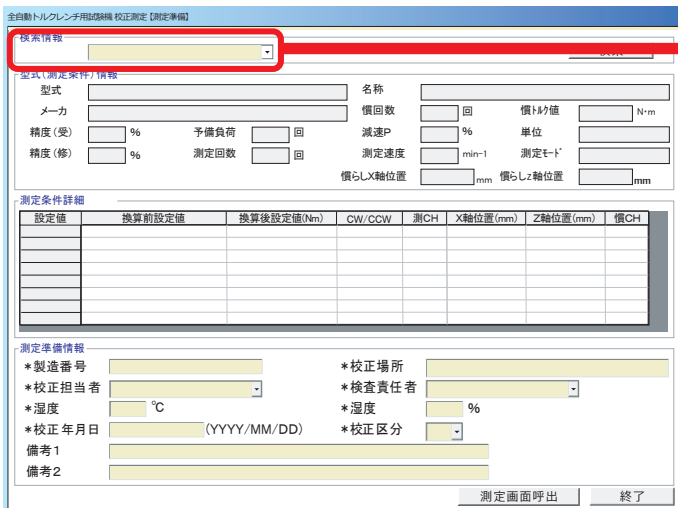 全自動トルクレンチ用試験機 校正測定 【測定準備】
検索情報
型式(測定条件)情報
型式 名称
メーカ 慣回数 回 慣トルク値 N・m
精度(受) % 予備負荷 回 減速P % 単位
精度(修) % 測定回数 回 測定速度 min-1 測定モード
慣らしX軸位置 mm 慣らしz軸位置 mm
測定条件詳細
設定値 換算前設定値 換算後設定値(Nm) CW/CCW 測CH X軸位置(mm) Z軸位置(mm) 慣CH
測定準備情報
*製造番号 *校正場所
*校正担当者 *検査責任者
*湿度 ℃ *湿度 %
*校正年月日 (YYYY/MM/DD) *校正区分
備考1
備考2
測定画面呼出 終了